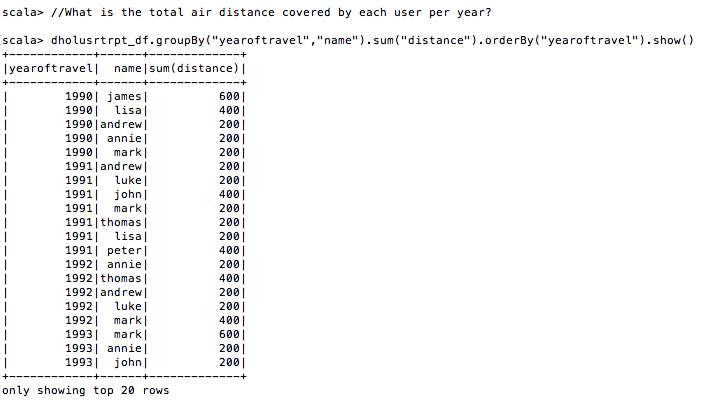 scala> //What is the total air distance covered by each user per year?
scala> dholusrtrpt_df.groupBy("yearoftravel","name").sum("distance").orderBy("yearoftravel").show()
+------------+------+-------------+
|yearoftravel|  name|sum(distance)|
+------------+------+-------------+
|        1990| james|          600|
|        1990|  lisa|          400|
|        1990|andrew|          200|
|        1990| annie|          200|
|        1990|  mark|          200|
|        1991|andrew|          200|
|        1991|  luke|          200|
|        1991|  john|          400|
|        1991|  mark|          200|
|        1991|thomas|          200|
|        1991|  lisa|          200|
|        1991| peter|          400|
|        1992| annie|          200|
|        1992|thomas|          400|
|        1992|andrew|          200|
|        1992|  luke|          200|
|        1992|  mark|          400|
|        1993|  mark|          600|
|        1993| annie|          200|
|        1993|  john|          200|
+------------+------+-------------+
only showing top 20 rows